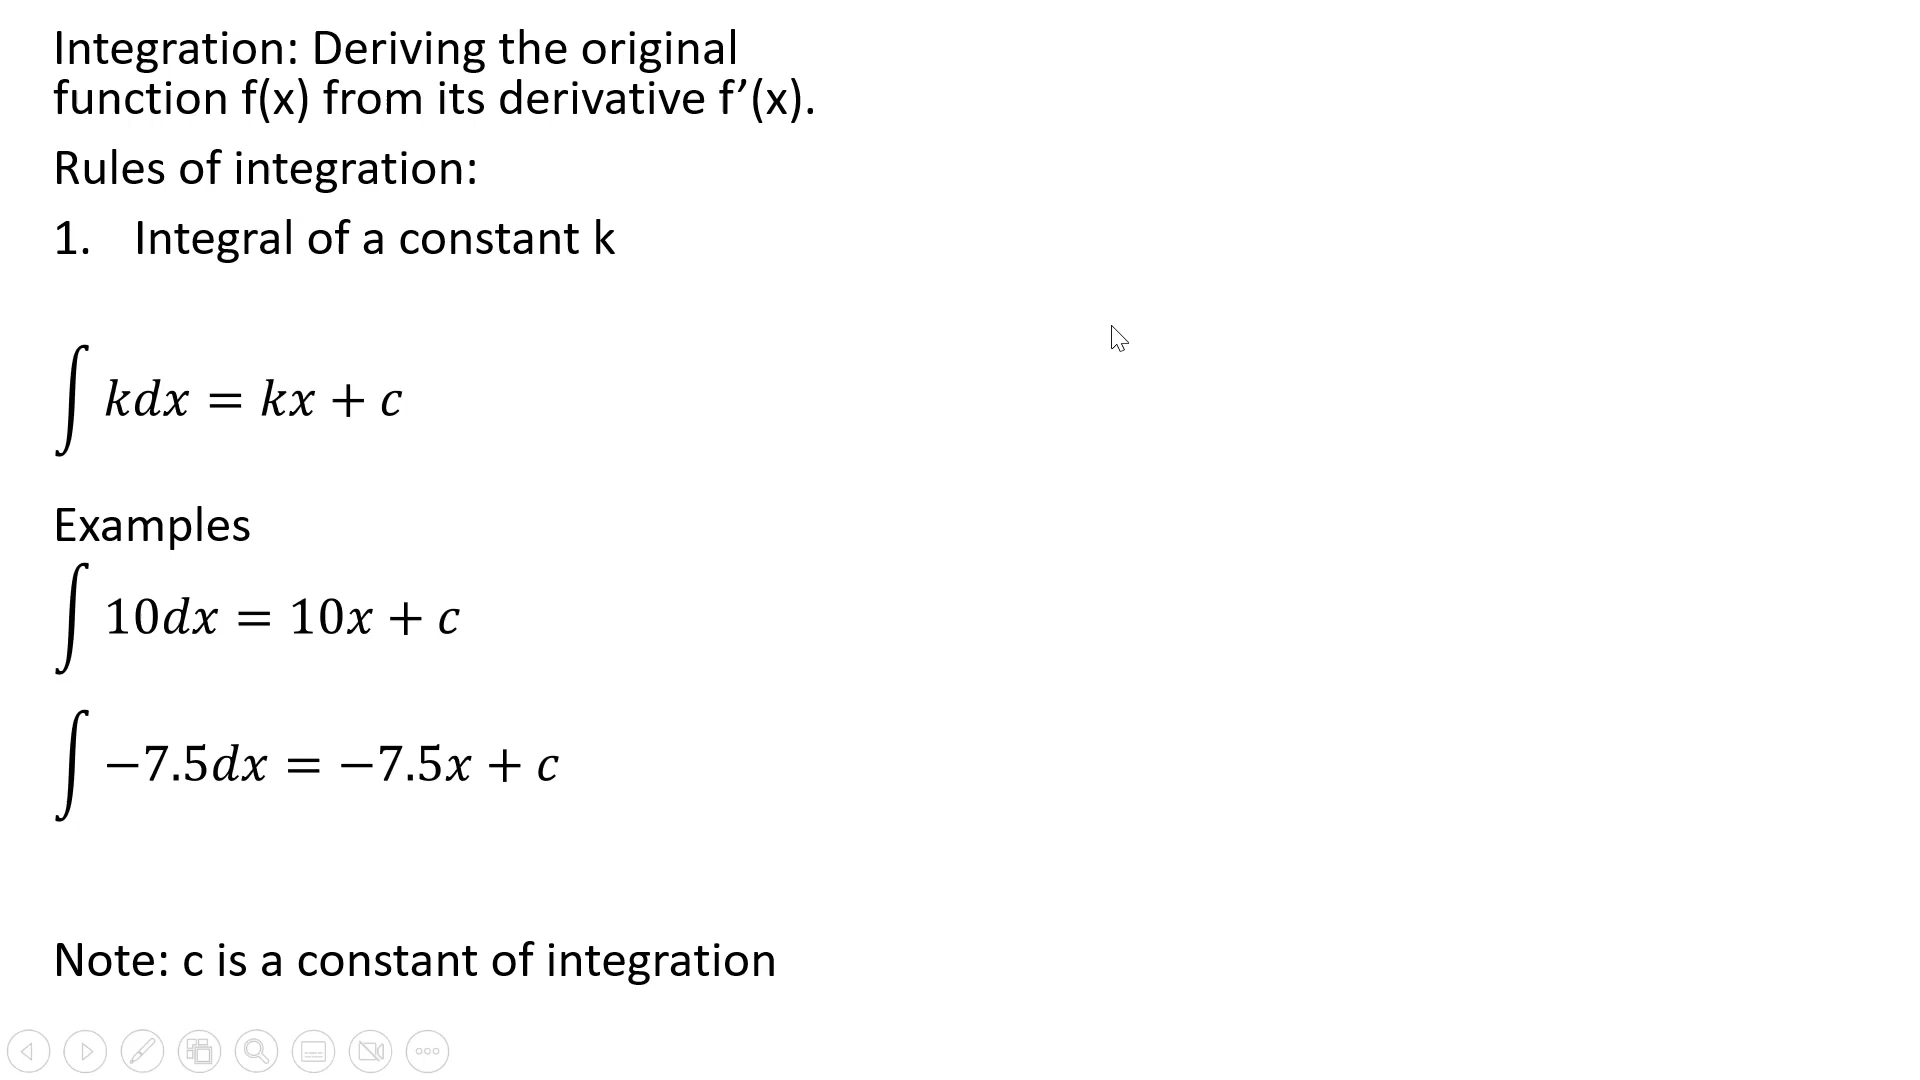 Integration: Deriving the original
function f(x) from its derivative f’(x).
Rules of integration:
1. Integral of a constant k
∫ kdx = kx + c
Examples
∫ 10dx = 10x + c
∫ −7.5dx = −7.5x + c
Note: c is a constant of integration